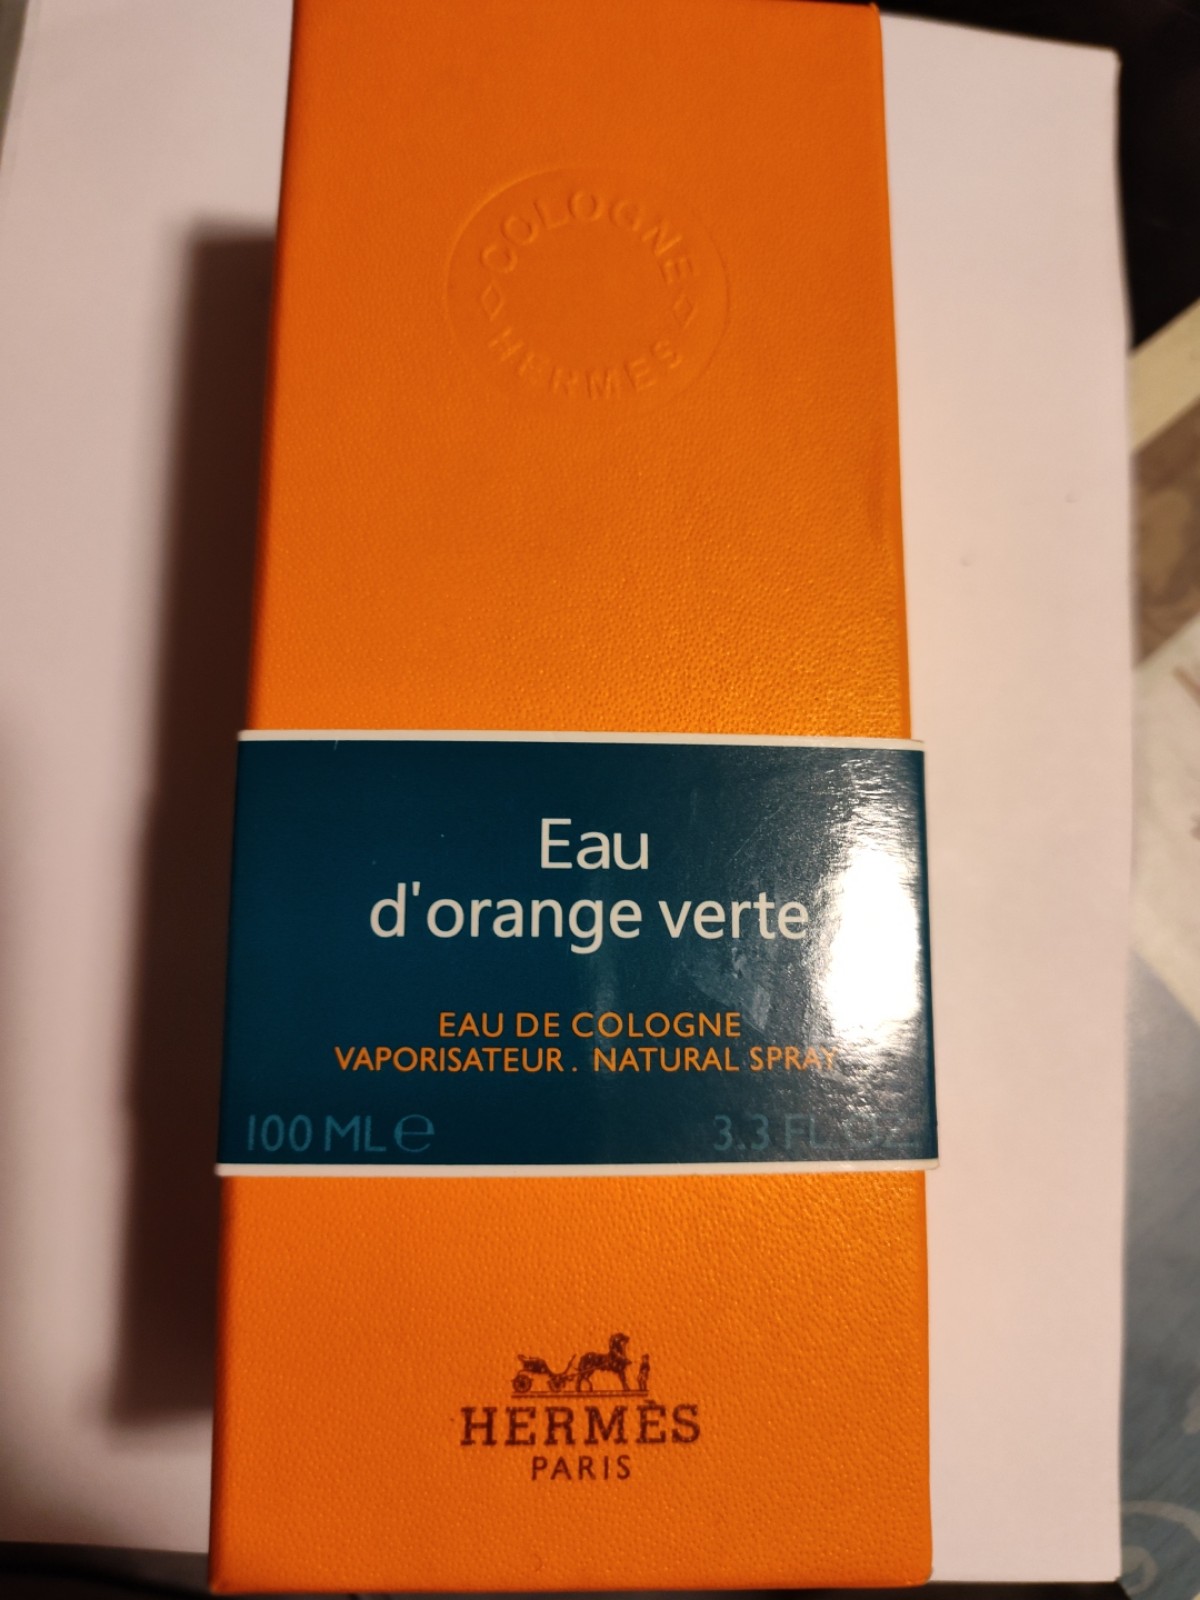 COLOGNE
HERMES
Eau
d'orange verte
EAU DE COLOGNE
VAPORISATEUR . NATURAL SPRAY
100 ML ℮ 3.3 FL OZ
HERMÈS
PARIS